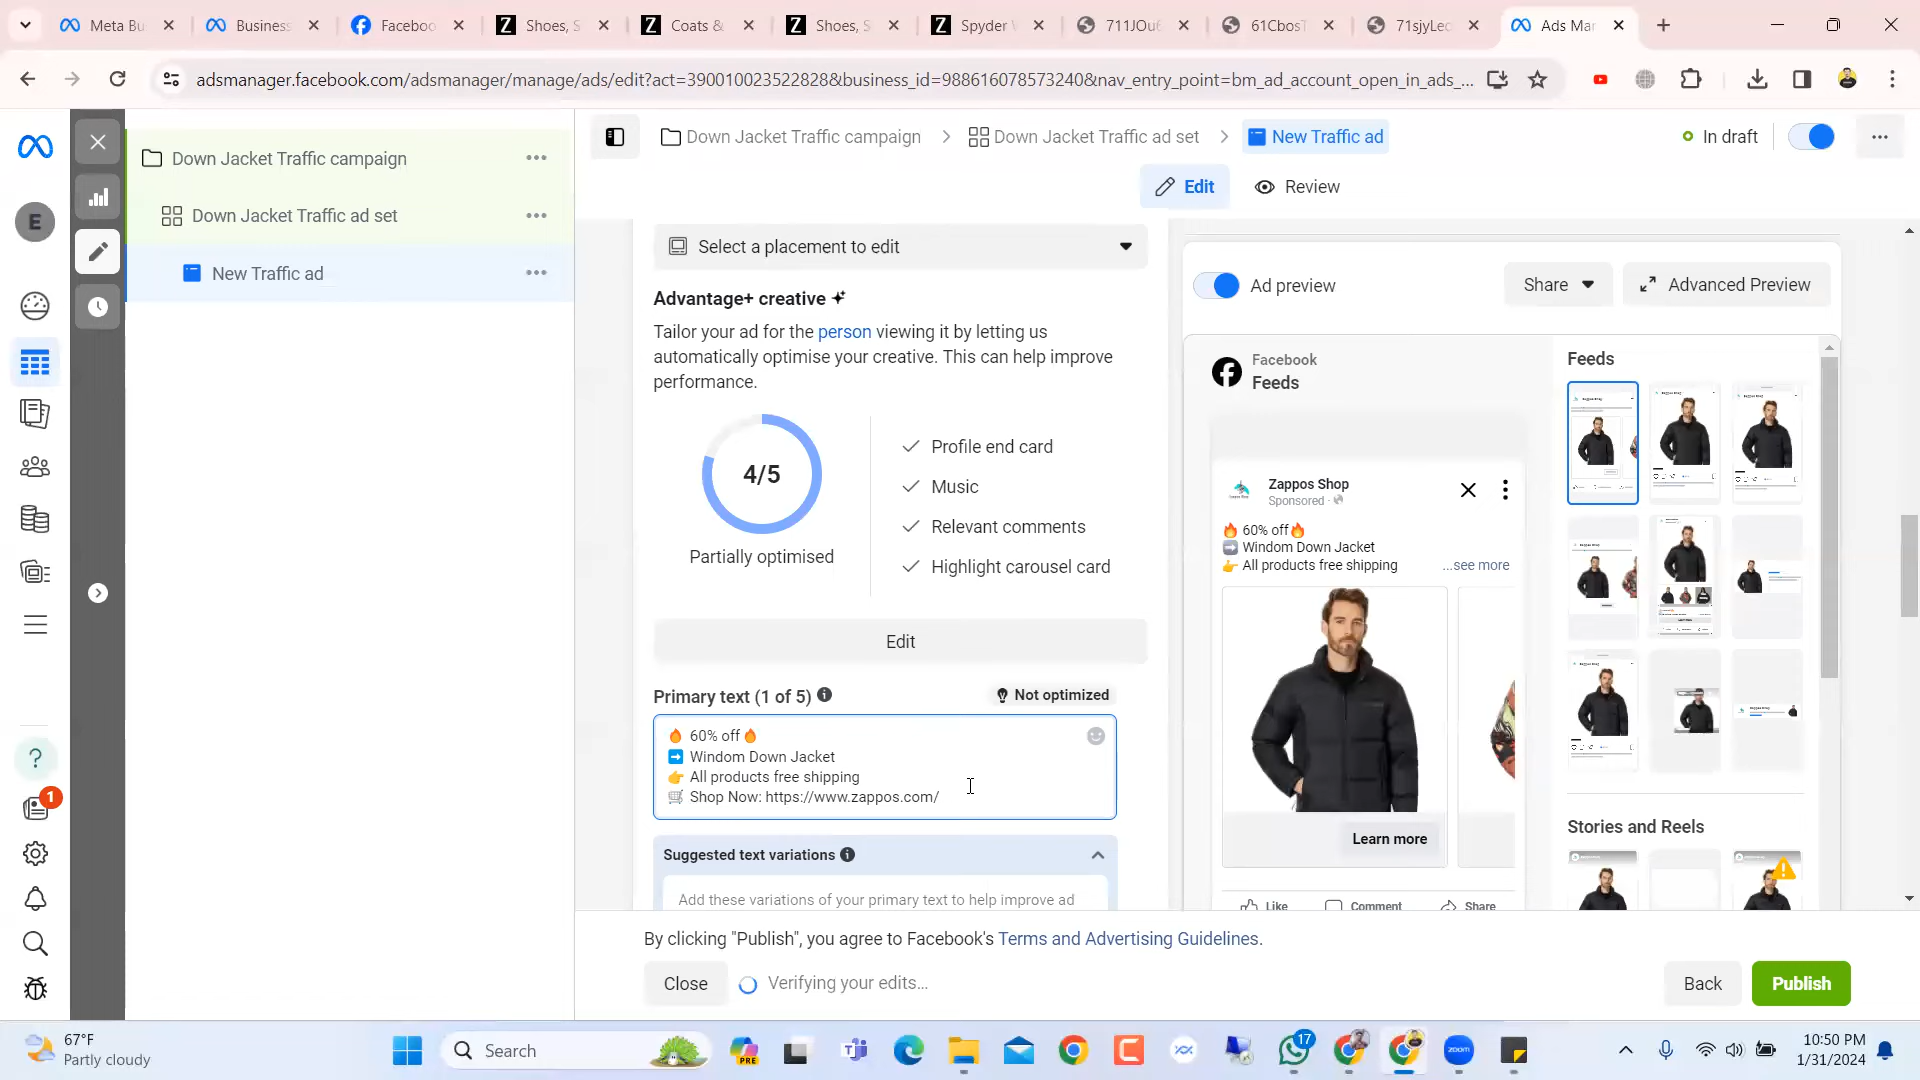 Meta Bu
Business
Faceboo
Shoes, S
Coats &
Shoes, S
Spyder
711JOu6
61CbosT
71sjyLec
Ads Mar
adsmanager.facebook.com/adsmanager/manage/ads/edit?act=390010023522828&business_id=988616078573240&nav_entry_point=bm_ad_account_open_in_ads_...
E
Down Jacket Traffic campaign
Down Jacket Traffic ad set
New Traffic ad
Down Jacket Traffic campaign
Down Jacket Traffic ad set
New Traffic ad
In draft
Edit
Review
Select a placement to edit
Advantage+ creative
Tailor your ad for the person viewing it by letting us
automatically optimise your creative. This can help improve
performance.
4/5
Partially optimised
Profile end card
Music
Relevant comments
Highlight carousel card
Edit
Primary text (1 of 5)
Not optimized
🔥 60% off🔥
➡️ Windom Down Jacket
👉 All products free shipping
🛒 Shop Now: https://www.zappos.com/
Suggested text variations
Add these variations of your primary text to help improve ad
Ad preview
Share
Advanced Preview
Facebook
Feeds
Zappos Shop
Sponsored ·
🔥 60% off🔥
➡️ Windom Down Jacket
👉 All products free shipping
...see more
Learn more
Like
Comment
Share
Feeds
Stories and Reels
By clicking "Publish", you agree to Facebook's Terms and Advertising Guidelines.
Close
Verifying your edits...
Back
Publish
1
?
67°F
Partly cloudy
Search
PRE
17
zoom
10:50 PM
1/31/2024